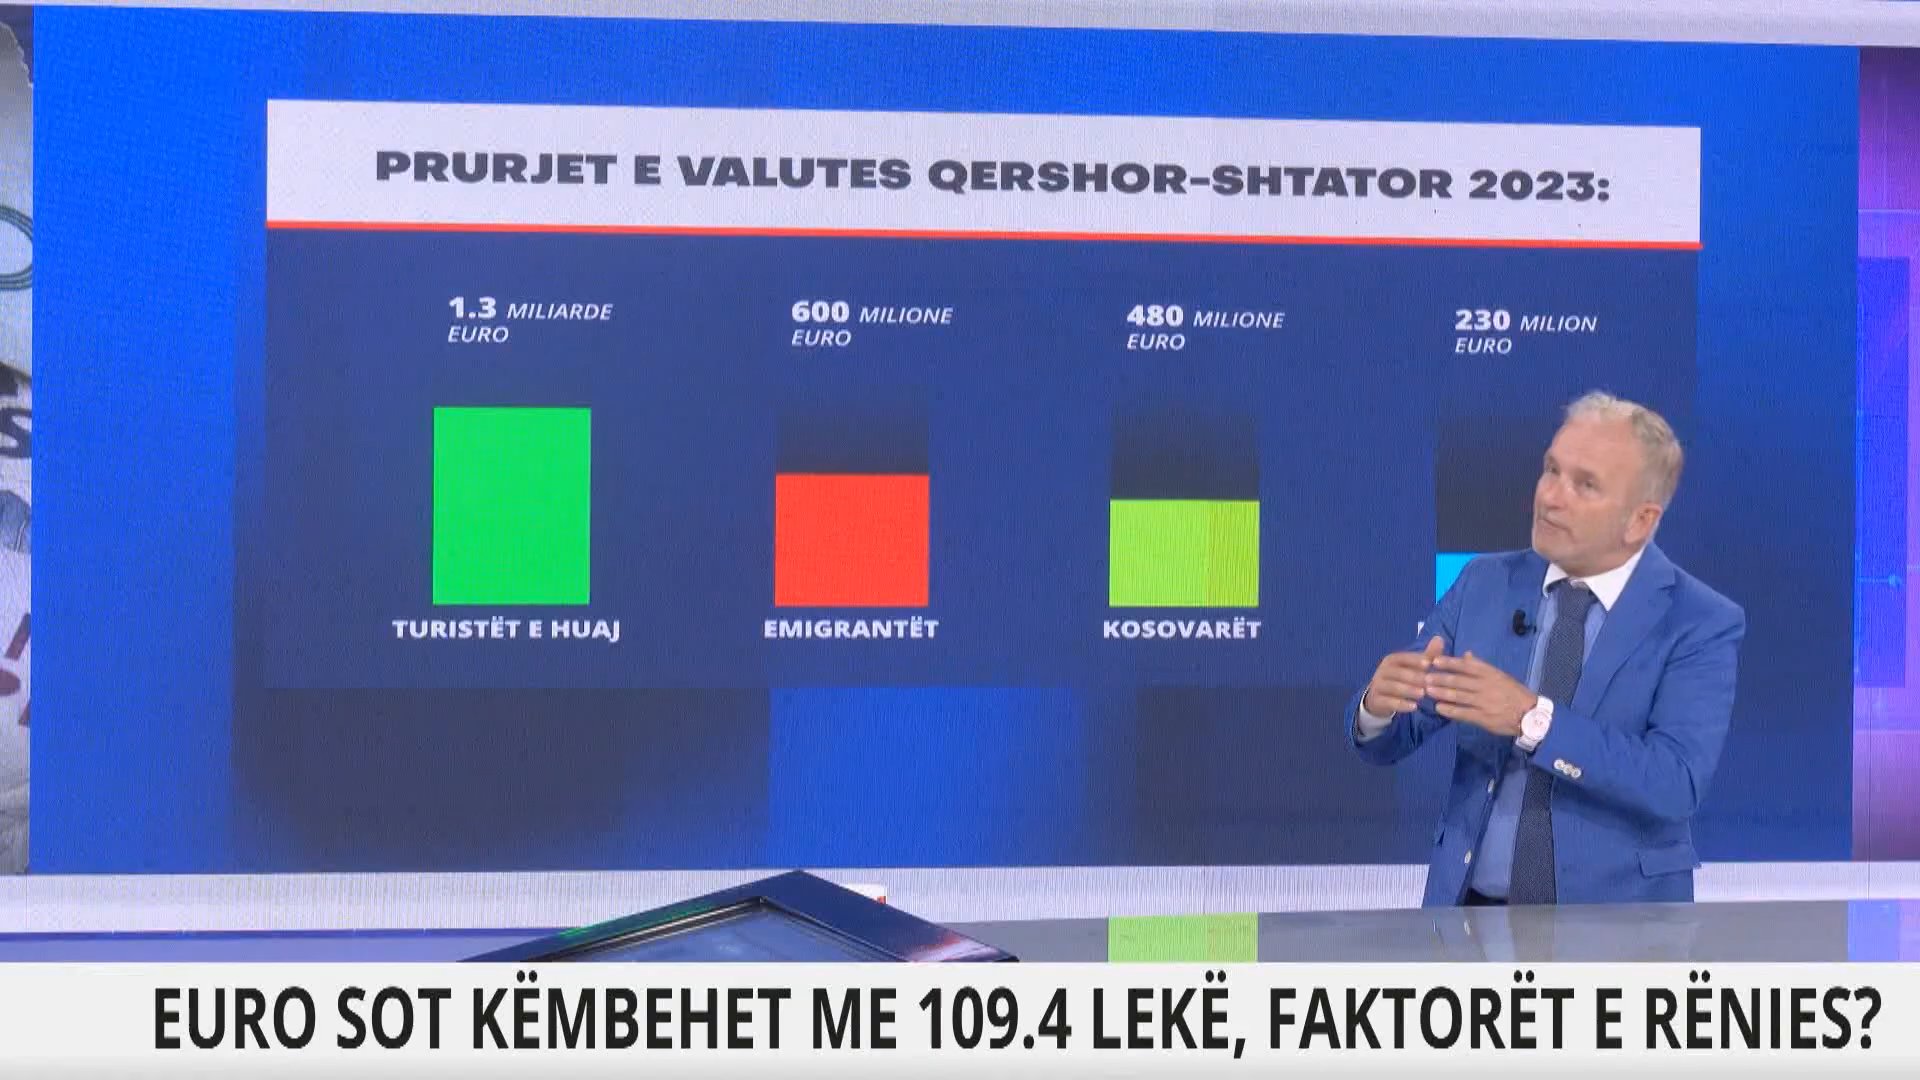 PRURJET E VALUTES QERSHOR-SHTATOR 2023:
1.3 MILIARDE
EURO
600 MILIONE
EURO
480 MILIONE
EURO
230 MILION
EURO
TURISTËT E HUAJ
EMIGRANTËT
KOSOVARËT
EURO SOT KËMBEHET ME 109.4 LEKË, FAKTORËT E RËNIES?